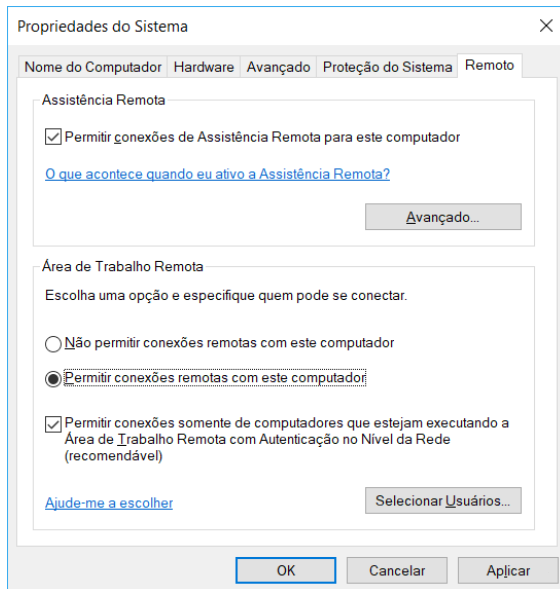 Propriedades do Sistema
Nome do Computador Hardware Avançado Proteção do Sistema Remoto
Assistência Remota
Permitir conexões de Assistência Remota para este computador
O que acontece quando eu ativo a Assistência Remota?
Avançado...
Área de Trabalho Remota
Escolha uma opção e especifique quem pode se conectar.
Não permitir conexões remotas com este computador
Permitir conexões remotas com este computador
Permitir conexões somente de computadores que estejam executando a
Área de Trabalho Remota com Autenticação no Nível da Rede
(recomendável)
Ajude-me a escolher
Selecionar Usuários...
OK Cancelar Aplicar